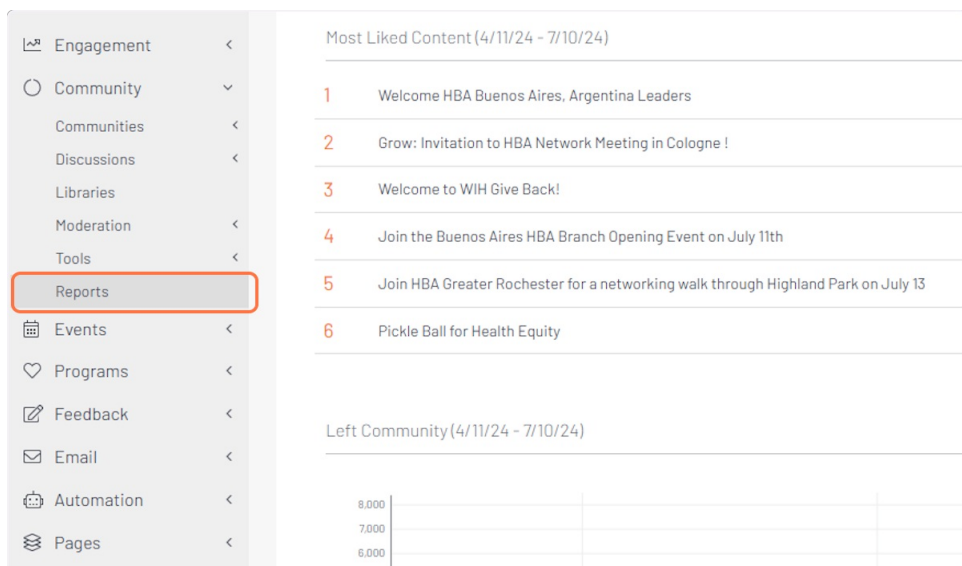 Engagement
Community
Communities
Discussions
Libraries
Moderation
Tools
Reports
Events
Programs
Feedback
Email
Automation
Pages
Most Liked Content (4/11/24 - 7/10/24)
1 Welcome HBA Buenos Aires, Argentina Leaders
2 Grow: Invitation to HBA Network Meeting in Cologne !
3 Welcome to WIH Give Back!
4 Join the Buenos Aires HBA Branch Opening Event on July 11th
5 Join HBA Greater Rochester for a networking walk through Highland Park on July 13
6 Pickle Ball for Health Equity
Left Community (4/11/24 - 7/10/24)
8,000
7,000
6,000